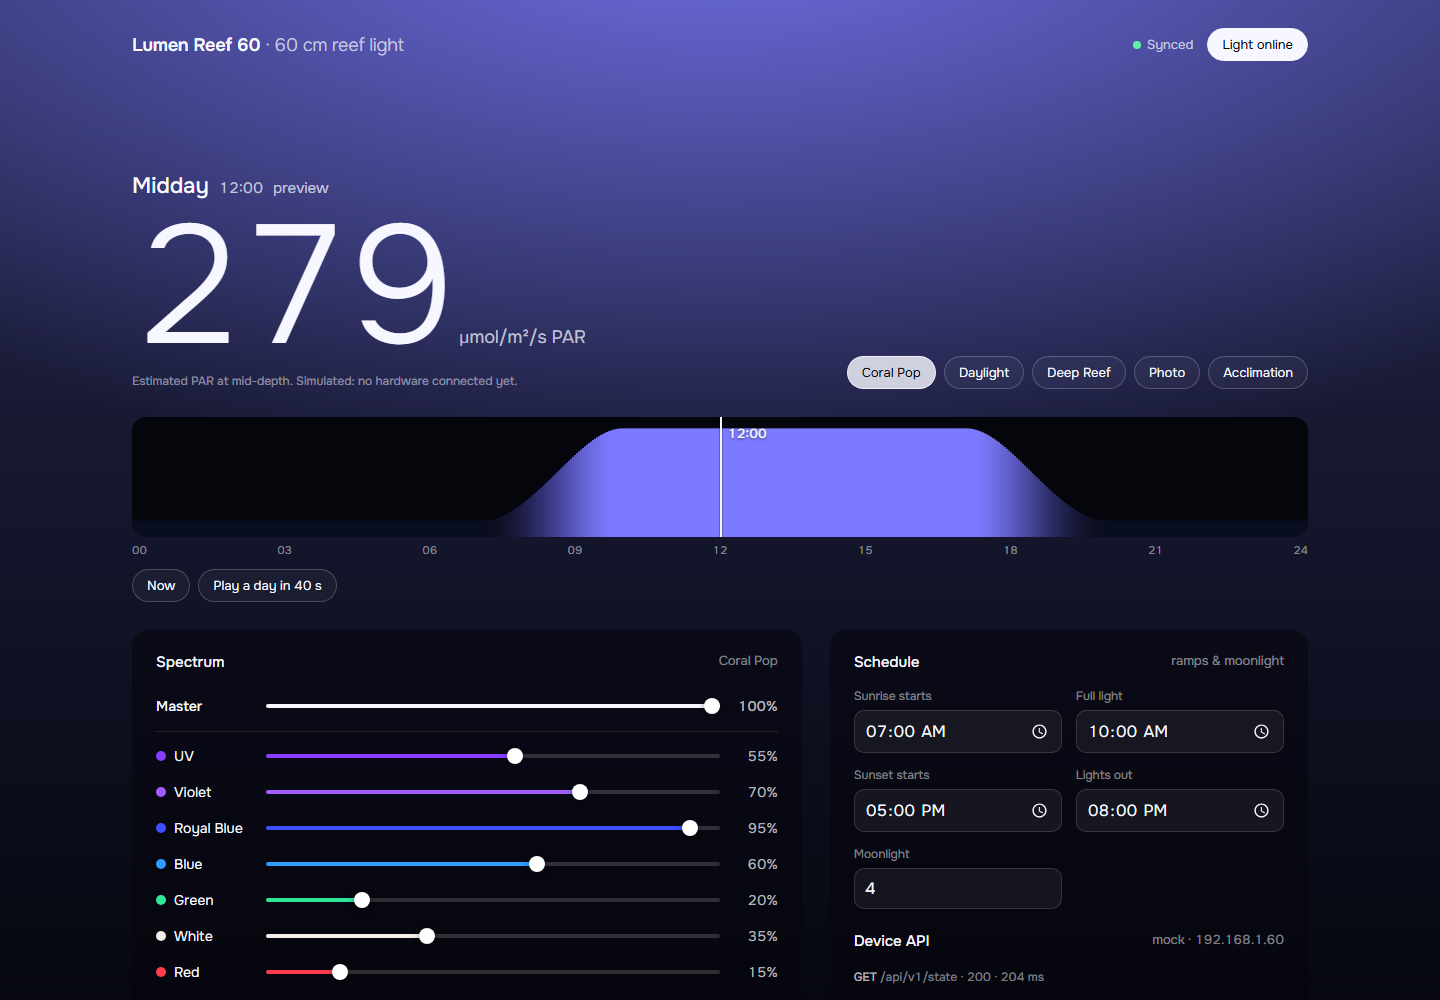 Lumen Reef 60 · 60 cm reef light
Synced
Light online
Midday 12:00 preview
279 µmol/m²/s PAR
Estimated PAR at mid-depth. Simulated: no hardware connected yet.
Coral Pop
Daylight
Deep Reef
Photo
Acclimation
12:00
00 03 06 09 12 15 18 21 24
Now
Play a day in 40 s
Spectrum
Coral Pop
Master 100%
UV 55%
Violet 70%
Royal Blue 95%
Blue 60%
Green 20%
White 35%
Red 15%
Schedule
ramps & moonlight
Sunrise starts
07:00 AM
Full light
10:00 AM
Sunset starts
05:00 PM
Lights out
08:00 PM
Moonlight
4
Device API
mock · 192.168.1.60
GET /api/v1/state · 200 · 204 ms